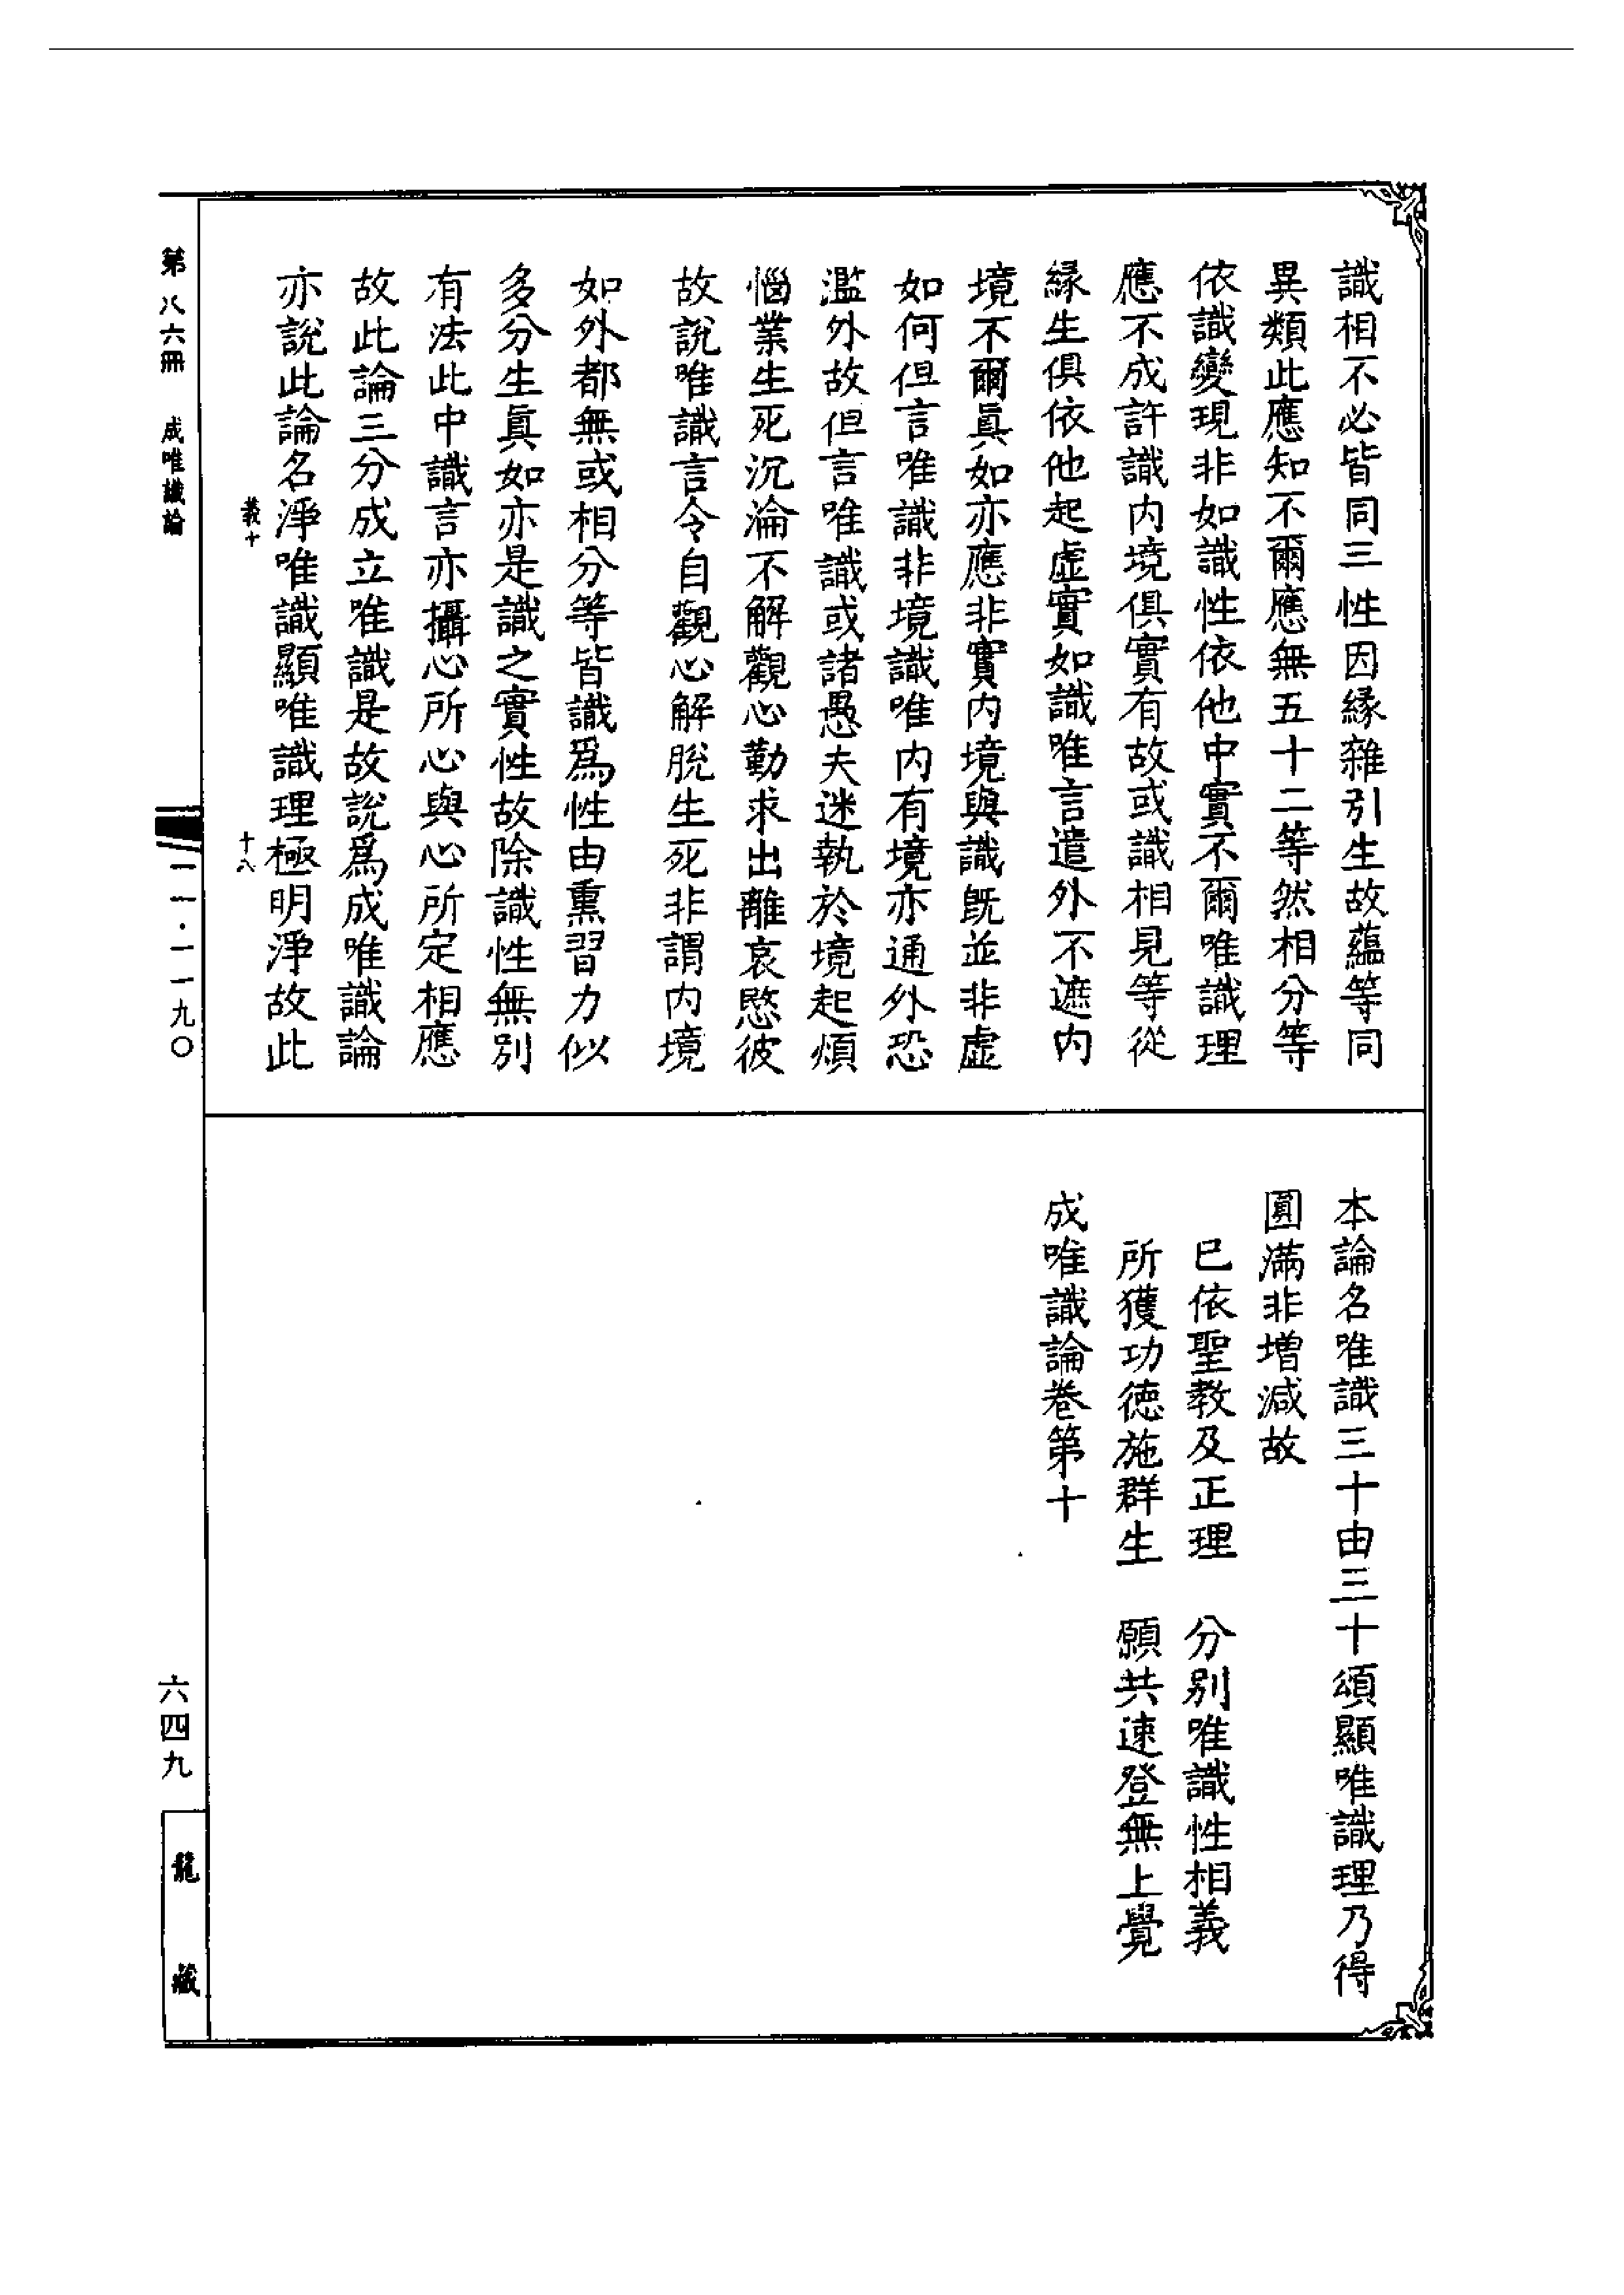 識相不必皆同三性因緣雜引生故蘊等同
異類此應知不爾應無五十二等然相分等
依識變現非如識性依他中實不爾唯識理
應不成許識內境俱實有故或識相見等從
緣生俱依他起虛實如識唯言遣外不遮內
境不爾眞如亦應非實內境與識旣並非虛
如何但言唯識非境識唯內有境亦通外恐
濫外故但言唯識或諸愚夫迷執於境起煩
惱業生死沉淪不解觀心勤求出離哀愍彼
故說唯識言令自觀心解脫生死非謂內境
如外都無或相分等皆識爲性由熏習力似
多分生眞如亦是識之實性故除識性無別
有法此中識言亦攝心所心與心所定相應
故此論三分成立唯識是故說爲成唯識論
亦說此論名淨唯識顯唯識理極明淨故此
義十
十八
本論名唯識三十由三十頌顯唯識理乃得
圓滿非增減故
已依聖教及正理　分別唯識性相義
所獲功德施群生　願共速登無上覺
成唯識論卷第十
第八六冊　成唯識論
一一·一一九〇
六四九
龍藏